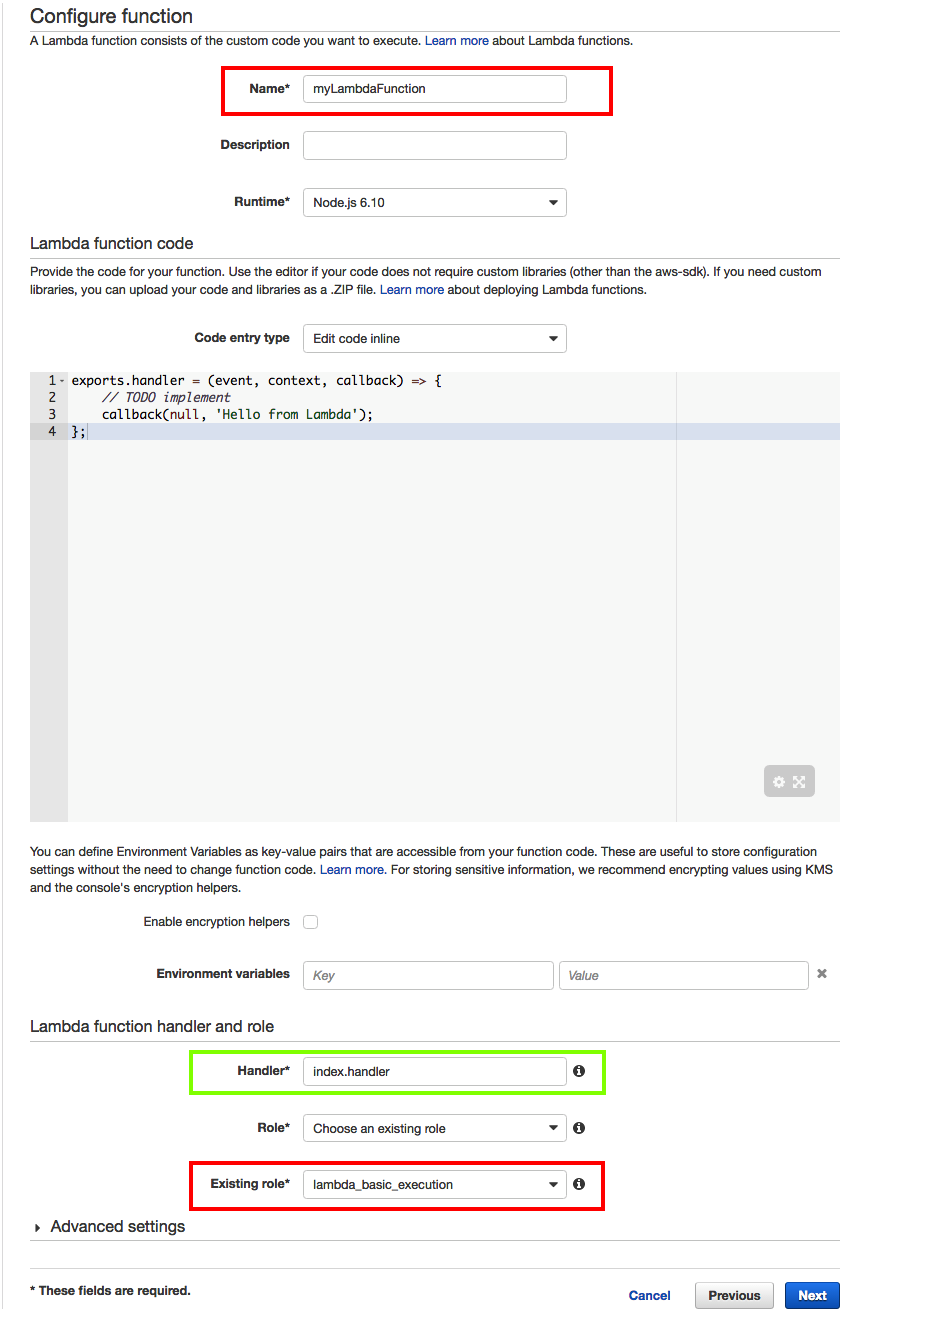 Configure function
A Lambda function consists of the custom code you want to execute. Learn more about Lambda functions.
Name* myLambdaFunction
Description
Runtime* Node.js 6.10
Lambda function code
Provide the code for your function. Use the editor if your code does not require custom libraries (other than the aws-sdk). If you need custom
libraries, you can upload your code and libraries as a .ZIP file. Learn more about deploying Lambda functions.
Code entry type Edit code inline
1 exports.handler = (event, context, callback) => {
2 // TODO implement
3 callback(null, 'Hello from Lambda');
4 };
You can define Environment Variables as key-value pairs that are accessible from your function code. These are useful to store configuration
settings without the need to change function code. Learn more. For storing sensitive information, we recommend encrypting values using KMS
and the console's encryption helpers.
Enable encryption helpers
Environment variables Key Value
Lambda function handler and role
Handler* index.handler
Role* Choose an existing role
Existing role* lambda_basic_execution
Advanced settings
* These fields are required.
Cancel Previous Next